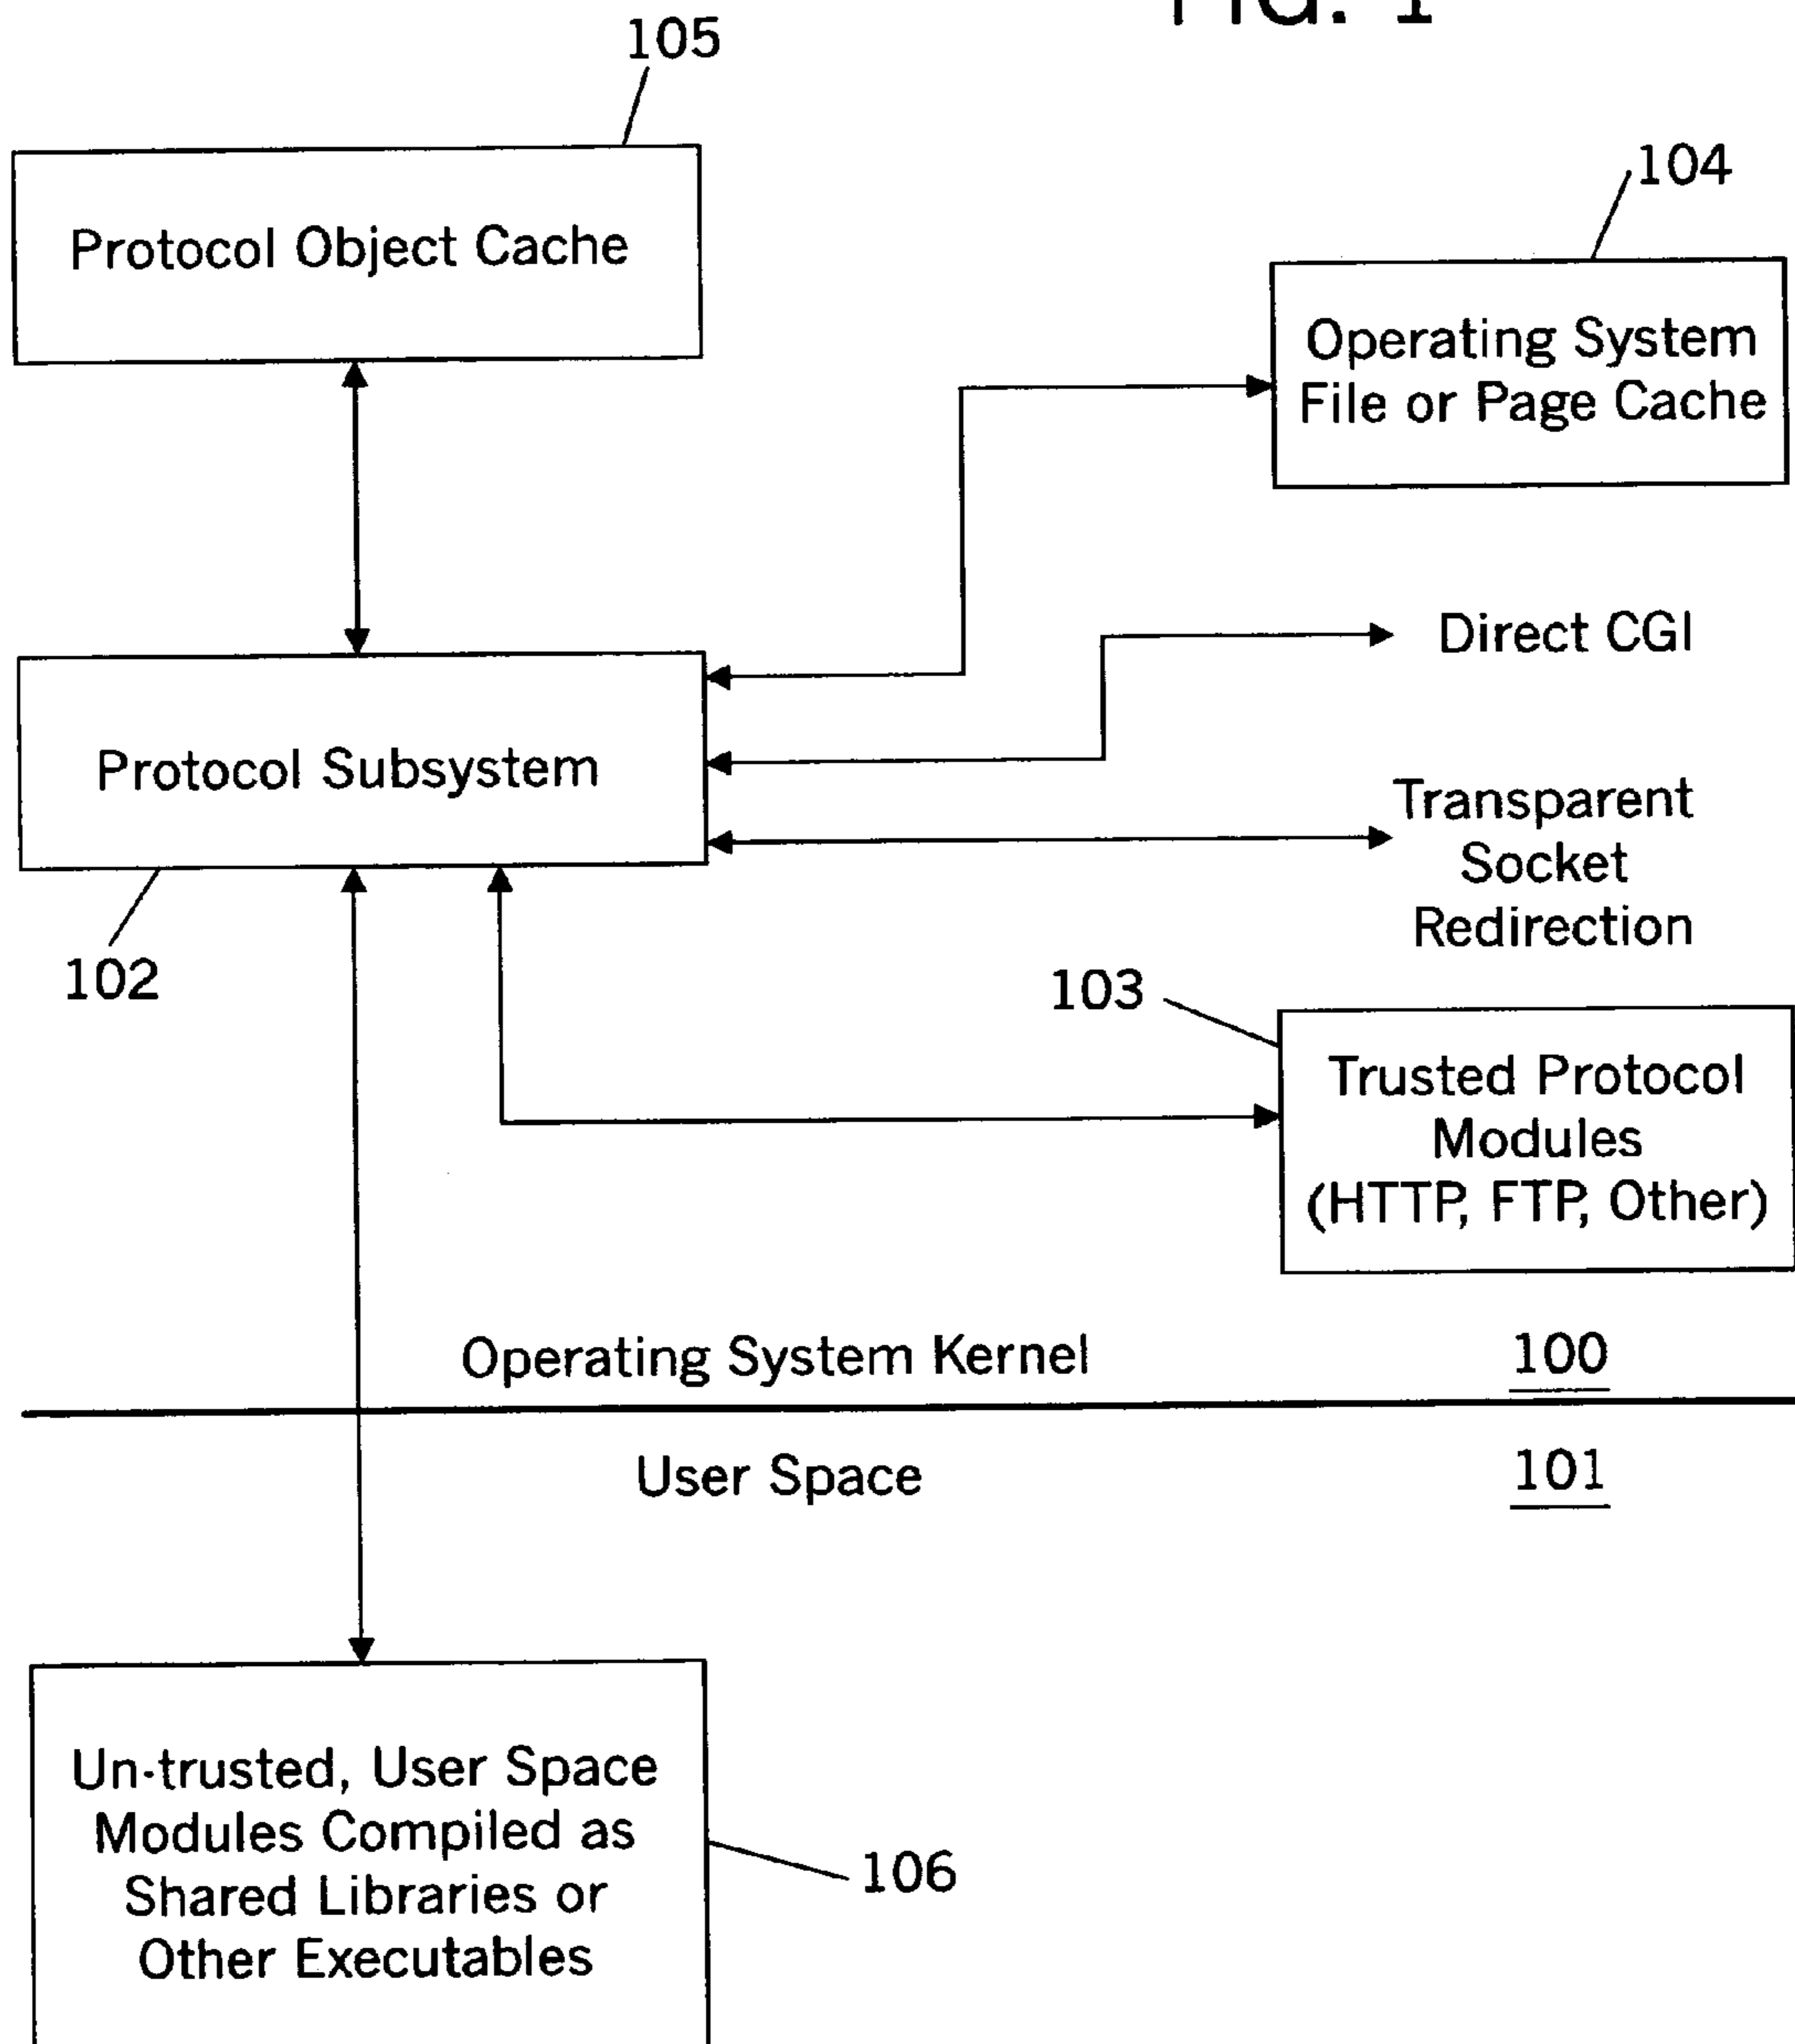 FIG. 1
105
104
Protocol Object Cache
Operating System
File or Page Cache
Direct CGI
Protocol Subsystem
Transparent
Socket
Redirection
102
103
Trusted Protocol
Modules
(HTTP, FTP, Other)
Operating System Kernel
100
User Space
101
Un-trusted, User Space
Modules Compiled as
Shared Libraries or
Other Executables
106